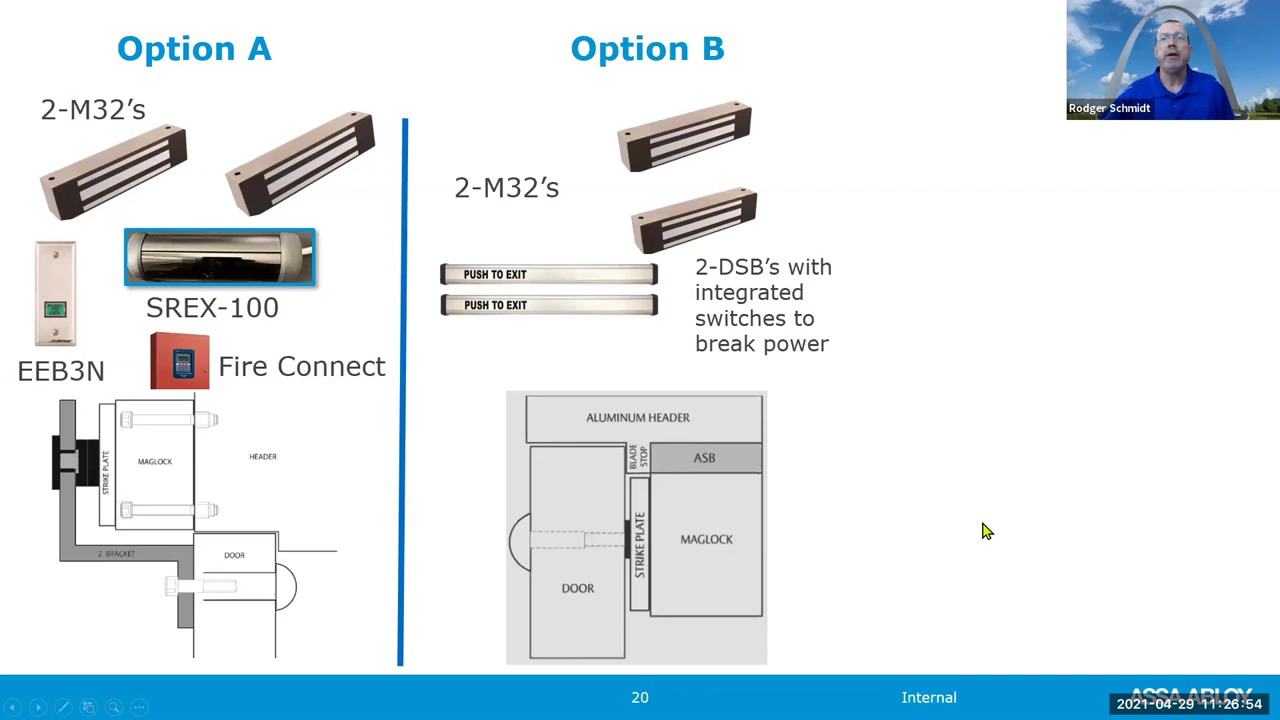 Option A
2-M32's
SREX-100
EEB3N
Fire Connect
STRIKE PLATE
MAGLOCK
HEADER
Z BRACKET
DOOR
Option B
2-M32's
PUSH TO EXIT
PUSH TO EXIT
2-DSB's with
integrated
switches to
break power
ALUMINUM HEADER
BLADE
STOP
ASB
STRIKE PLATE
MAGLOCK
DOOR
Rodger Schmidt
20
Internal
ASSA ABLOY
2021-04-29 11:26:54